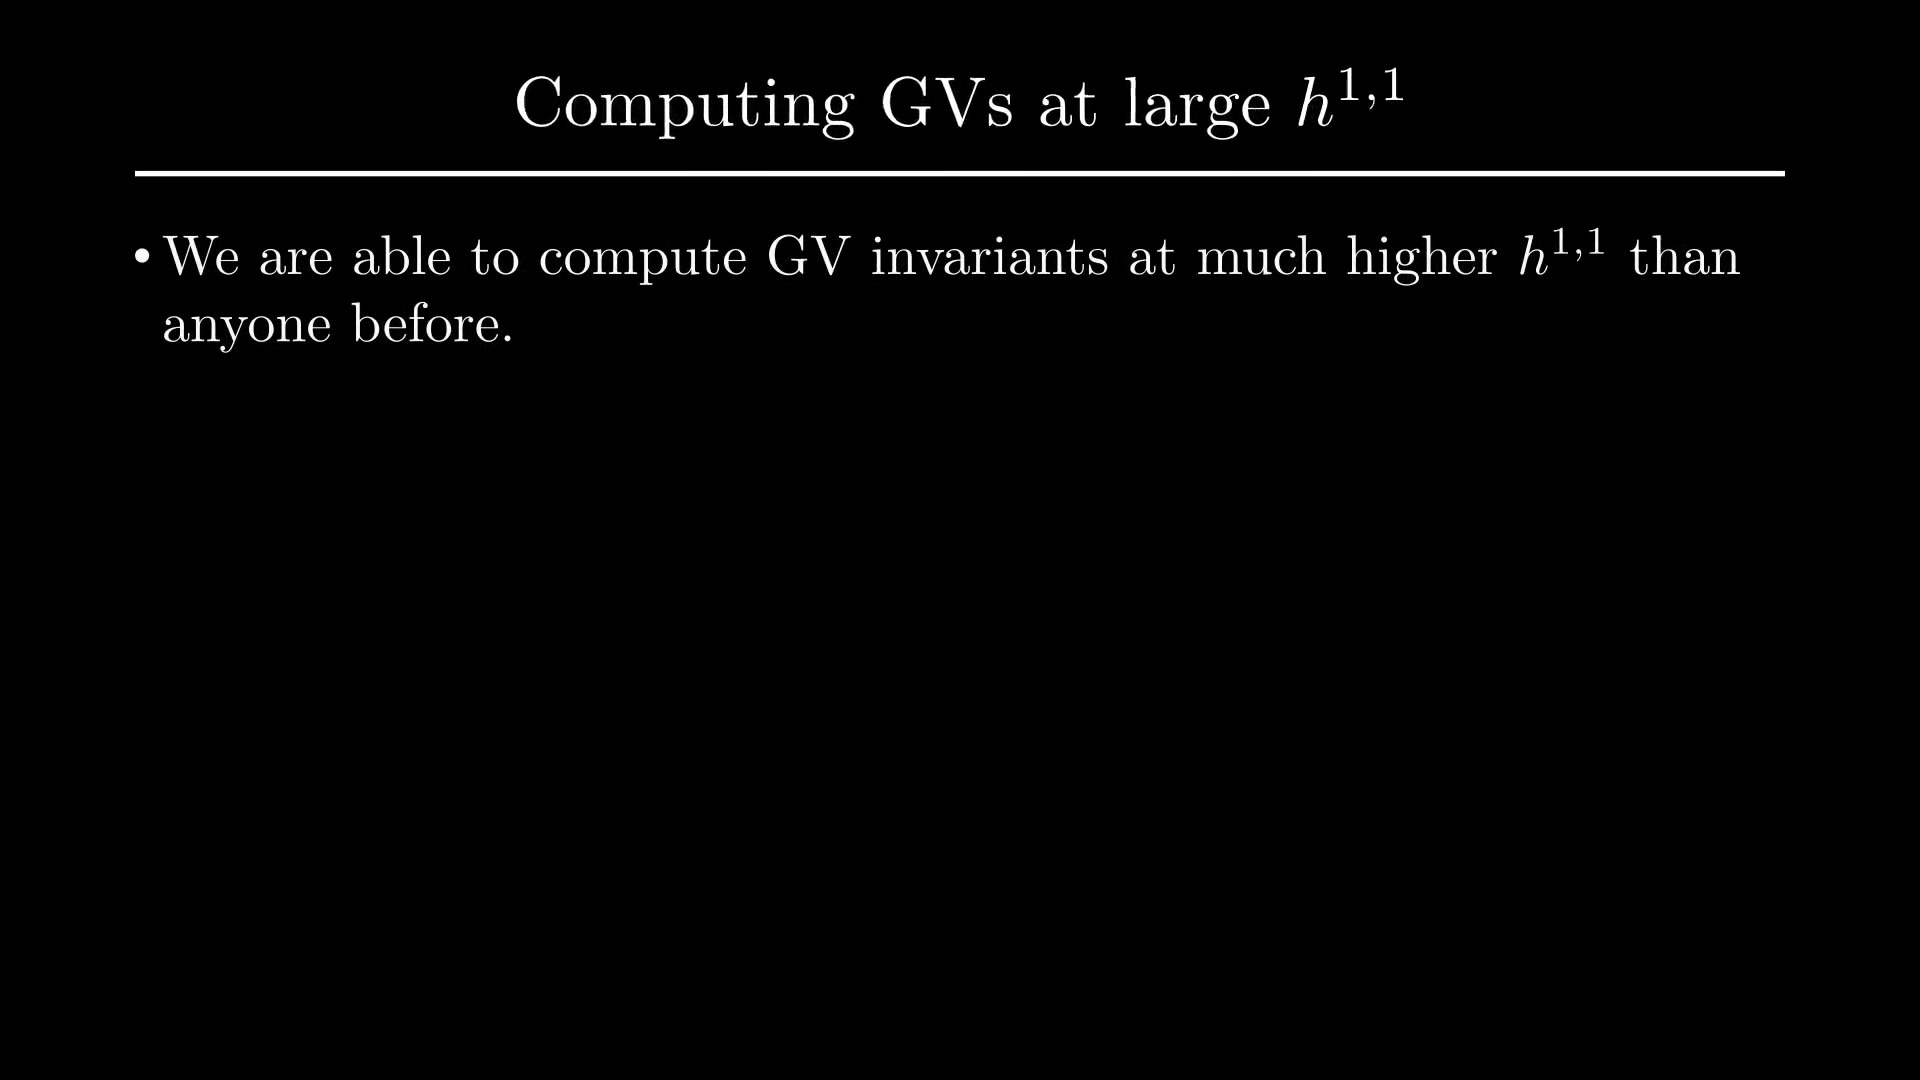 Computing GVs at large $h^{1,1}$
• We are able to compute GV invariants at much higher $h^{1,1}$ than
anyone before.